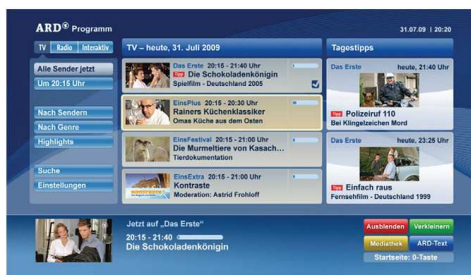 ARD® Programm
31.07.09 | 20:20
TV Radio Interaktiv
Alle Sender jetzt
Um 20:15 Uhr
Nach Sendern
Nach Genre
Highlights
Suche
Einstellungen
TV – heute, 31. Juli 2009
Das Erste 20:15 - 21:40 Uhr
Tipp Die Schokoladenkönigin
Spielfilm - Deutschland 2005
EinsPlus 20:15 - 20:30 Uhr
Rainers Küchenklassiker
Omas Küche aus dem Osten
EinsFestival 20:15 - 21:00 Uhr
Die Murmeltiere von Kasach...
Tierdokumentation
EinsExtra 20:15 - 21:00 Uhr
Kontraste
Moderation: Astrid Frohloff
Tagestipps
Das Erste heute, 21:40 Uhr
Tipp Polizeiruf 110
Bei Klingelzeichen Mord
Das Erste heute, 23:25 Uhr
Tipp Einfach raus
Fernsehfilm - Deutschland 1999
Jetzt auf „Das Erste“
20:15 - 21:40
Die Schokoladenkönigin
Ausblenden Verkleinern
Mediathek ARD-Text
Startseite: 0-Taste